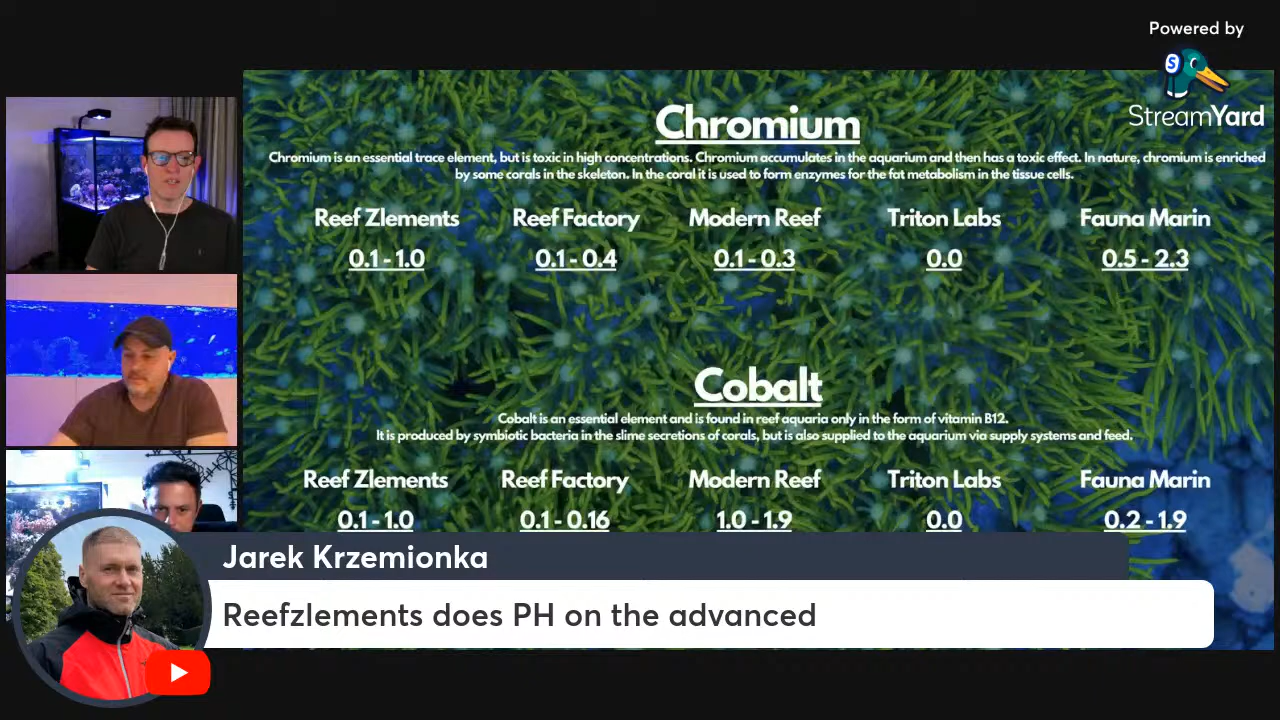 Powered by
StreamYard
Chromium
Chromium is an essential trace element, but is toxic in high concentrations. Chromium accumulates in the aquarium and then has a toxic effect. In nature, chromium is enriched
by some corals in the skeleton. In the coral it is used to form enzymes for the fat metabolism in the tissue cells.
Reef Zlements Reef Factory Modern Reef Triton Labs Fauna Marin
0.1 - 1.0 0.1 - 0.4 0.1 - 0.3 0.0 0.5 - 2.3
Cobalt
Cobalt is an essential element and is found in reef aquaria only in the form of vitamin B12.
It is produced by symbiotic bacteria in the slime secretions of corals, but is also supplied to the aquarium via supply systems and feed.
Reef Zlements Reef Factory Modern Reef Triton Labs Fauna Marin
0.1 - 1.0 0.1 - 0.16 1.0 - 1.9 0.0 0.2 - 1.9
Jarek Krzemionka
Reefzlements does PH on the advanced